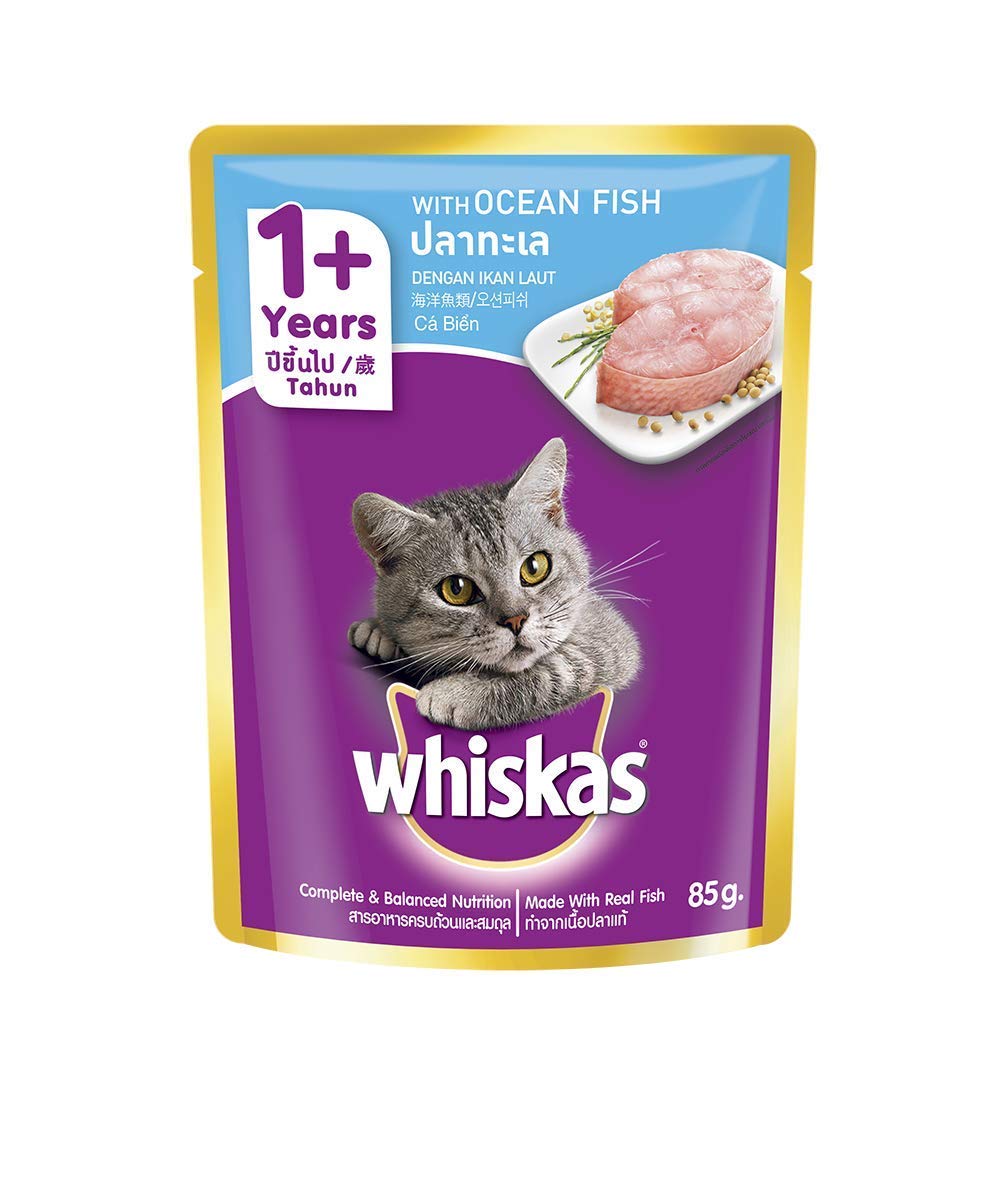 1+
Years
ปีขึ้นไป /歲
Tahun
WITH OCEAN FISH
ปลาทะเล
DENGAN IKAN LAUT
海洋魚類/오션피쉬
Cá Biển
whiskas®
Complete & Balanced Nutrition
สารอาหารครบถ้วนและสมดุล
Made With Real Fish
ทำจากเนื้อปลาแท้
85g.